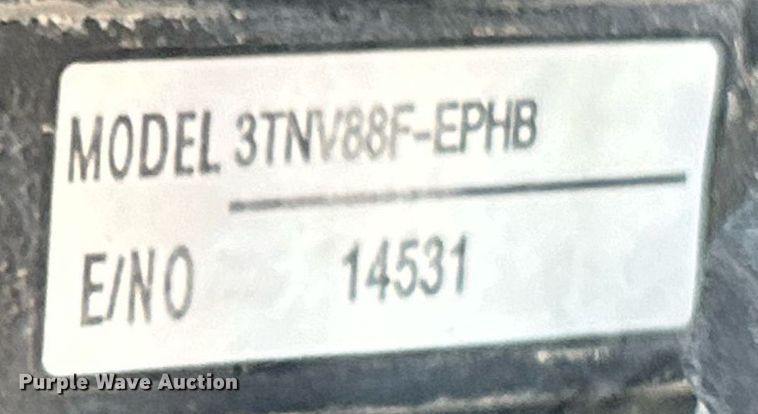 MODEL 3TNV88F-EPHB
E/NO 14531
Purple Wave Auction